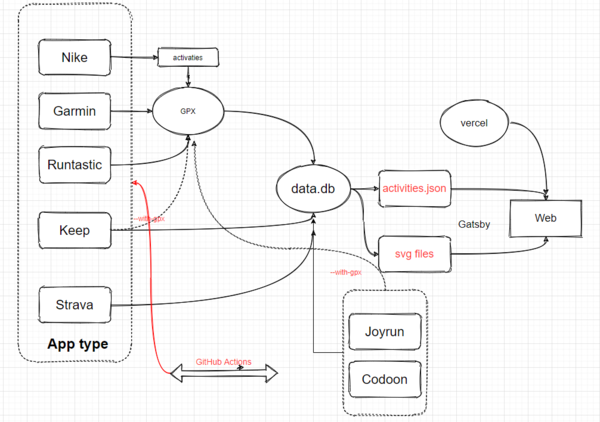 Nike
activaties
Garmin
GPX
vercel
Runtastic
data.db
activities.json
--with-gpx
Keep
Gatsby
Web
svg files
--with-gpx
Strava
Joyrun
App type
GitHub Actions
Codoon